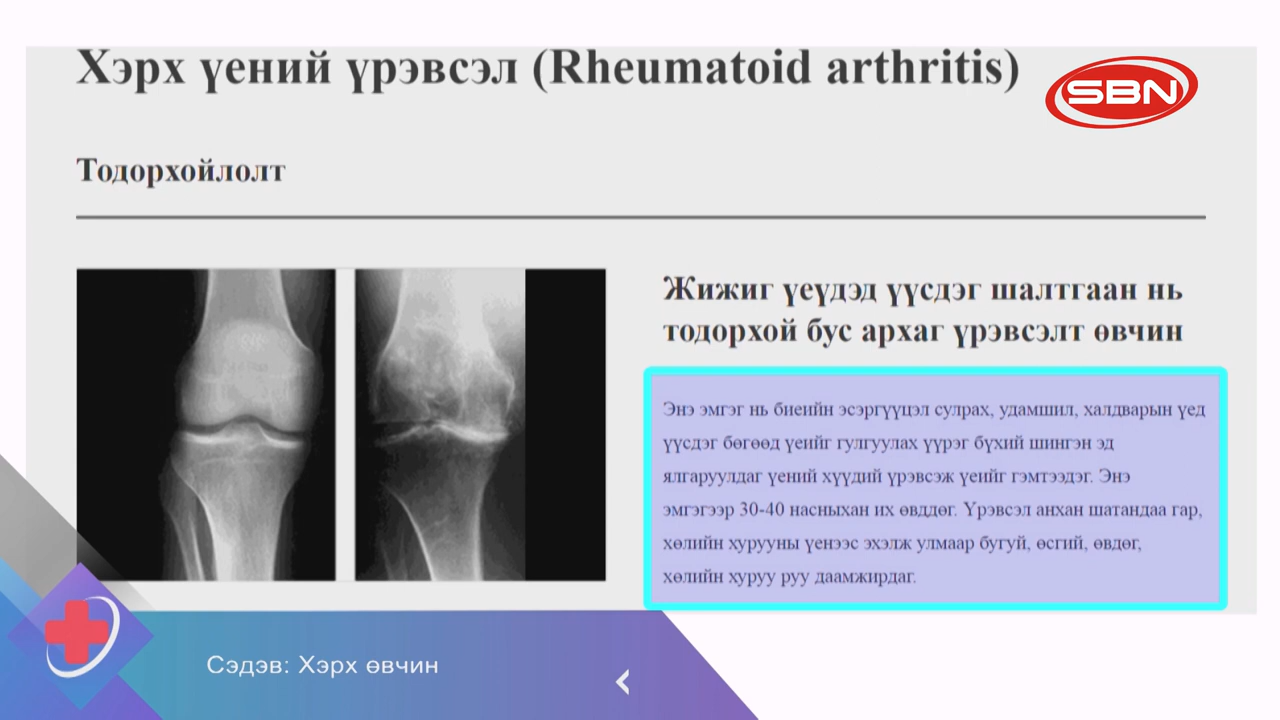 Хэрх үений үрэвсэл (Rheumatoid arthritis)
SBN
Тодорхойлолт
Жижиг үеүдэд үүсдэг шалтгаан нь
тодорхой бус архаг үрэвсэлт өвчин
Энэ эмгэг нь биеийн эсэргүүцэл сулрах, удамшил, халдварын үед
үүсдэг бөгөөд үеийг гулгуулах үүрэг бүхий шингэн эд
ялгаруулдаг үений хүүдий үрэвсэж үеийг гэмтээдэг. Энэ
эмгэгээр 30-40 насныхан их өвддөг. Үрэвсэл анхан шатандаа гар,
хөлийн хурууны үенээс эхэлж улмаар бугуй, өсгий, өвдөг,
хөлийн хуруу руу даамжирдаг.
Сэдэв: Хэрх өвчин